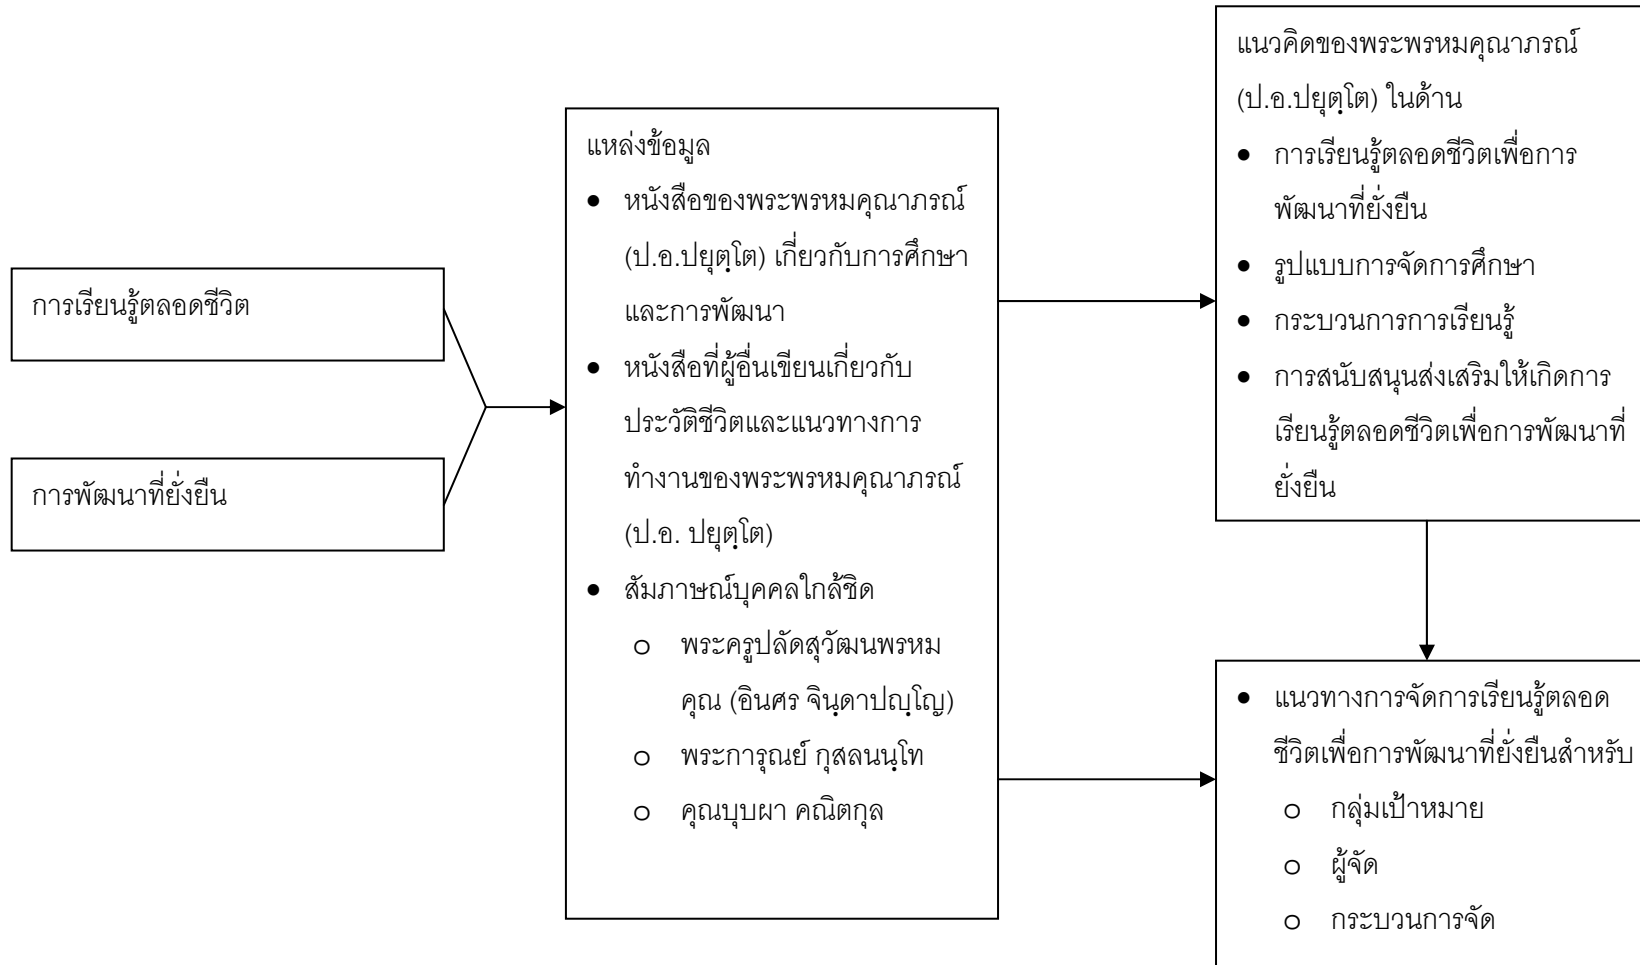 การเรียนรู้ตลอดชีวิต
การพัฒนาที่ยั่งยืน
แหล่งข้อมูล
● หนังสือของพระพรหมคุณาภรณ์
(ป.อ.ปยุตฺโต) เกี่ยวกับการศึกษา
และการพัฒนา
● หนังสือที่ผู้อื่นเขียนเกี่ยวกับ
ประวัติชีวิตและแนวทางการ
ทำงานของพระพรหมคุณาภรณ์
(ป.อ. ปยุตฺโต)
● สัมภาษณ์บุคคลใกล้ชิด
o พระครูปลัดสุวัฒนพรหม
คุณ (อินศร จินฺดาปญฺโญ)
o พระการุณย์ กุสลนนฺโท
o คุณบุบผา คณิตกุล
แนวคิดของพระพรหมคุณาภรณ์
(ป.อ.ปยุตฺโต) ในด้าน
● การเรียนรู้ตลอดชีวิตเพื่อการ
พัฒนาที่ยั่งยืน
● รูปแบบการจัดการศึกษา
● กระบวนการการเรียนรู้
● การสนับสนุนส่งเสริมให้เกิดการ
เรียนรู้ตลอดชีวิตเพื่อการพัฒนาที่
ยั่งยืน
● แนวทางการจัดการเรียนรู้ตลอด
ชีวิตเพื่อการพัฒนาที่ยั่งยืนสำหรับ
o กลุ่มเป้าหมาย
o ผู้จัด
o กระบวนการจัด